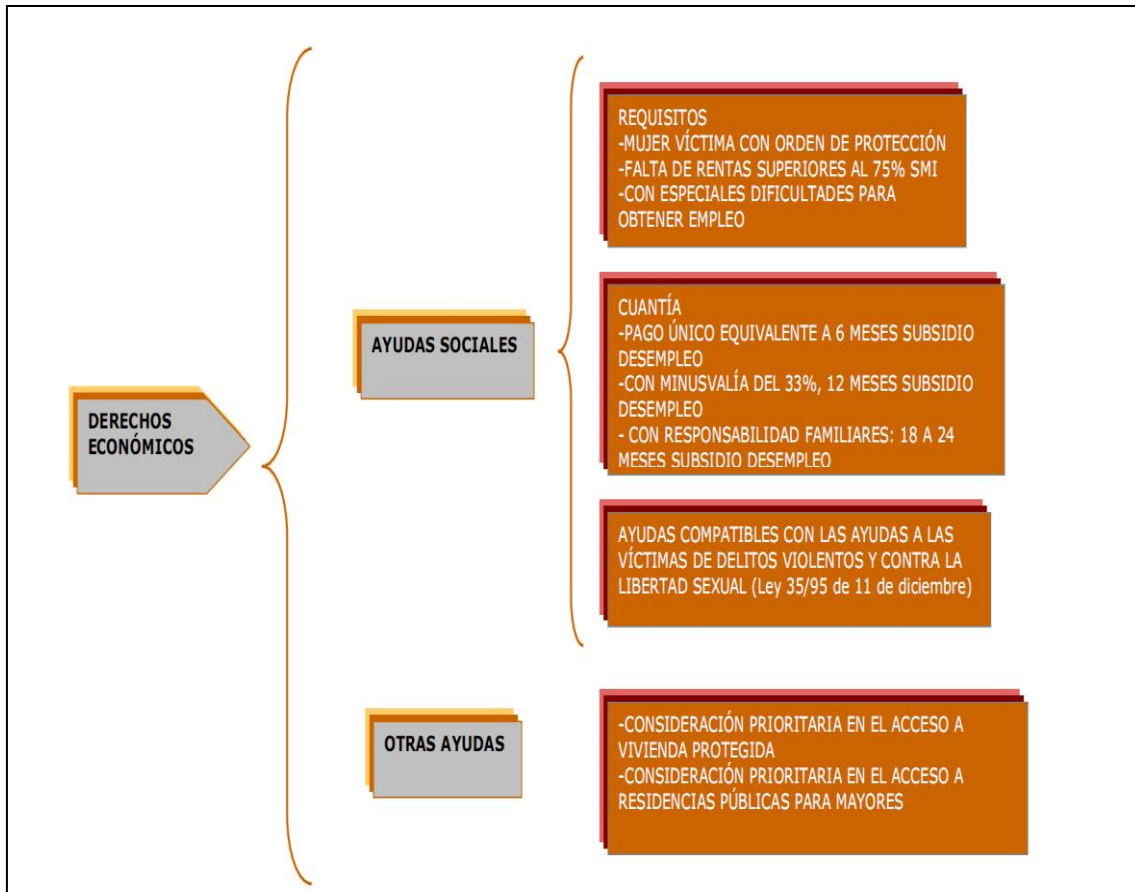 DERECHOS
ECONÓMICOS
AYUDAS SOCIALES
REQUISITOS
-MUJER VÍCTIMA CON ORDEN DE PROTECCIÓN
-FALTA DE RENTAS SUPERIORES AL 75% SMI
-CON ESPECIALES DIFICULTADES PARA
OBTENER EMPLEO
CUANTÍA
-PAGO ÚNICO EQUIVALENTE A 6 MESES SUBSIDIO
DESEMPLEO
-CON MINUSVALÍA DEL 33%, 12 MESES SUBSIDIO
DESEMPLEO
- CON RESPONSABILIDAD FAMILIARES: 18 A 24
MESES SUBSIDIO DESEMPLEO
AYUDAS COMPATIBLES CON LAS AYUDAS A LAS
VÍCTIMAS DE DELITOS VIOLENTOS Y CONTRA LA
LIBERTAD SEXUAL (Ley 35/95 de 11 de diciembre)
OTRAS AYUDAS
-CONSIDERACIÓN PRIORITARIA EN EL ACCESO A
VIVIENDA PROTEGIDA
-CONSIDERACIÓN PRIORITARIA EN EL ACCESO A
RESIDENCIAS PÚBLICAS PARA MAYORES